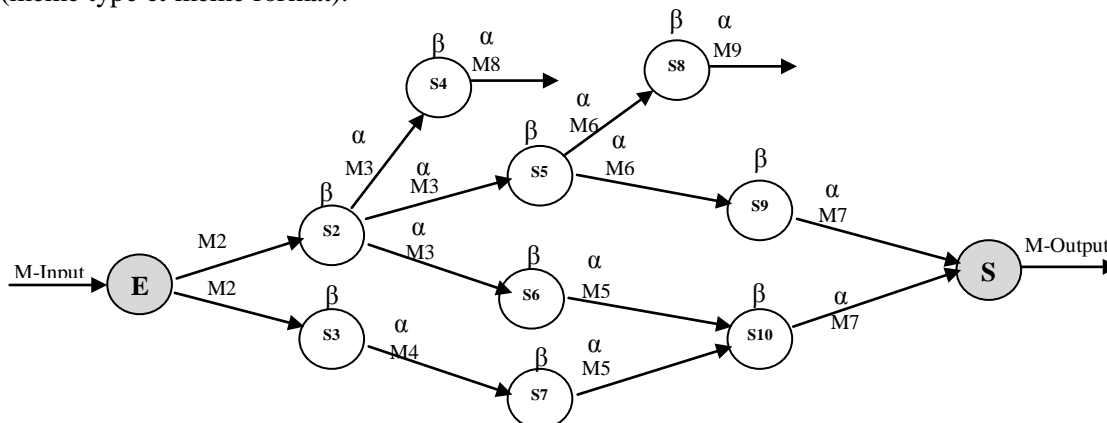 (même type et même format).
β α
M8
S4
β α
M9
S8
α
M3
α
M6
β
S5
α
M6
α
M3
β
S2
β
S9
α
M7
M2
α
M3
M-Input
E
M2
β
S6
α
M5
M-Output
S
β
S3
α
M4
β
S10
α
M7
β
S7
α
M5